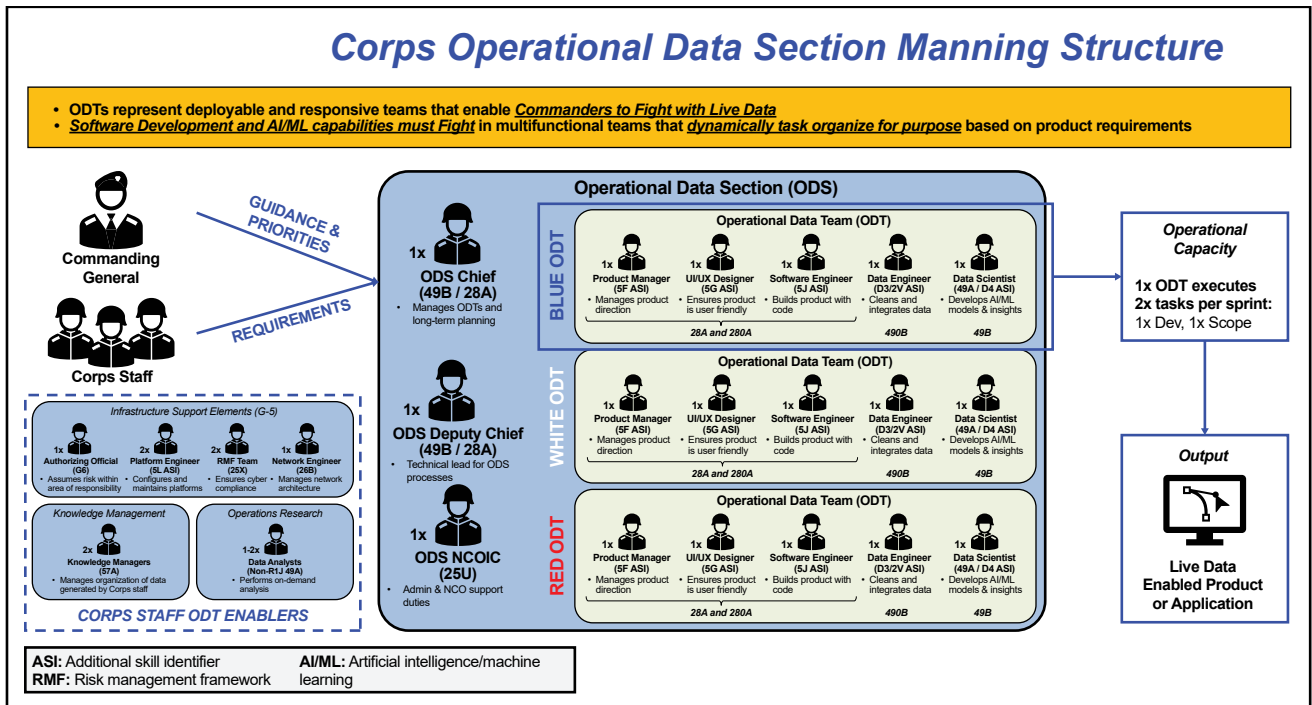 Corps Operational Data Section Manning Structure
• ODTs represent deployable and responsive teams that enable Commanders to Fight with Live Data
• Software Development and AI/ML capabilities must Fight in multifunctional teams that dynamically task organize for purpose based on product requirements
Commanding
General
Corps Staff
GUIDANCE &
PRIORITIES
REQUIREMENTS
Infrastructure Support Elements (G-5)
1x
Authorizing Official
(G6)
• Assumes risk within
area of responsibility
2x
Platform Engineer
(5L ASI)
• Configures and
maintains platforms
2x
RMF Team
(25X)
• Ensures cyber
compliance
1x
Network Engineer
(26B)
• Manages network
architecture
Knowledge Management
2x
Knowledge Managers
(57A)
• Manages organization of data
generated by Corps staff
Operations Research
1-2x
Data Analysts
(Non-R1J 49A)
• Performs on-demand
analysis
CORPS STAFF ODT ENABLERS
Operational Data Section (ODS)
1x
ODS Chief
(49B / 28A)
• Manages ODTs and
long-term planning
1x
ODS Deputy Chief
(49B / 28A)
• Technical lead for ODS
processes
1x
ODS NCOIC
(25U)
• Admin & NCO support
duties
BLUE ODT
Operational Data Team (ODT)
1x
Product Manager
(5F ASI)
• Manages product
direction
1x
UI/UX Designer
(5G ASI)
• Ensures product
is user friendly
1x
Software Engineer
(5J ASI)
• Builds product with
code
1x
Data Engineer
(D3/2V ASI)
• Cleans and
integrates data
1x
Data Scientist
(49A / D4 ASI)
• Develops AI/ML
models & insights
28A and 280A
490B
49B
WHITE ODT
Operational Data Team (ODT)
1x
Product Manager
(5F ASI)
• Manages product
direction
1x
UI/UX Designer
(5G ASI)
• Ensures product
is user friendly
1x
Software Engineer
(5J ASI)
• Builds product with
code
1x
Data Engineer
(D3/2V ASI)
• Cleans and
integrates data
1x
Data Scientist
(49A / D4 ASI)
• Develops AI/ML
models & insights
28A and 280A
490B
49B
RED ODT
Operational Data Team (ODT)
1x
Product Manager
(5F ASI)
• Manages product
direction
1x
UI/UX Designer
(5G ASI)
• Ensures product
is user friendly
1x
Software Engineer
(5J ASI)
• Builds product with
code
1x
Data Engineer
(D3/2V ASI)
• Cleans and
integrates data
1x
Data Scientist
(49A / D4 ASI)
• Develops AI/ML
models & insights
28A and 280A
490B
49B
Operational
Capacity
1x ODT executes
2x tasks per sprint:
1x Dev, 1x Scope
Output
Live Data
Enabled Product
or Application
ASI: Additional skill identifier
RMF: Risk management framework
AI/ML: Artificial intelligence/machine
learning